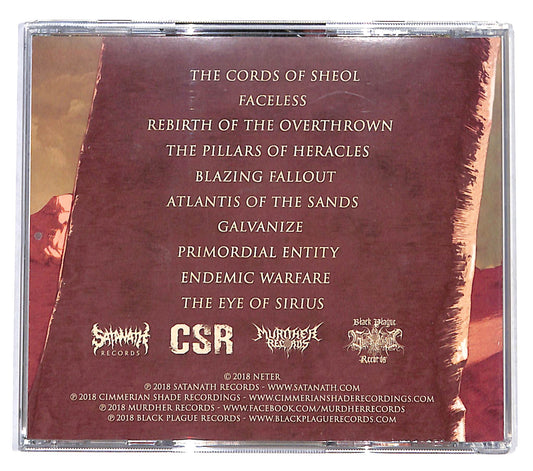 THE CORDS OF SHEOL
FACELESS
REBIRTH OF THE OVERTHROWN
THE PILLARS OF HERACLES
BLAZING FALLOUT
ATLANTIS OF THE SANDS
GALVANIZE
PRIMORDIAL ENTITY
ENDEMIC WARFARE
THE EYE OF SIRIUS
SATANATH
RECORDS
CSR
MURDHER
RECORDS
Black Plague
Records
© 2018 NETER
℗ 2018 SATANATH RECORDS - WWW.SATANATH.COM
℗ 2018 CIMMERIAN SHADE RECORDINGS - WWW.CIMMERIANSHADERECORDINGS.COM
℗ 2018 MURDHER RECORDS - WWW.FACEBOOK.COM/MURDHERRECORDS
℗ 2018 BLACK PLAGUE RECORDS - WWW.BLACKPLAGUERECORDS.COM